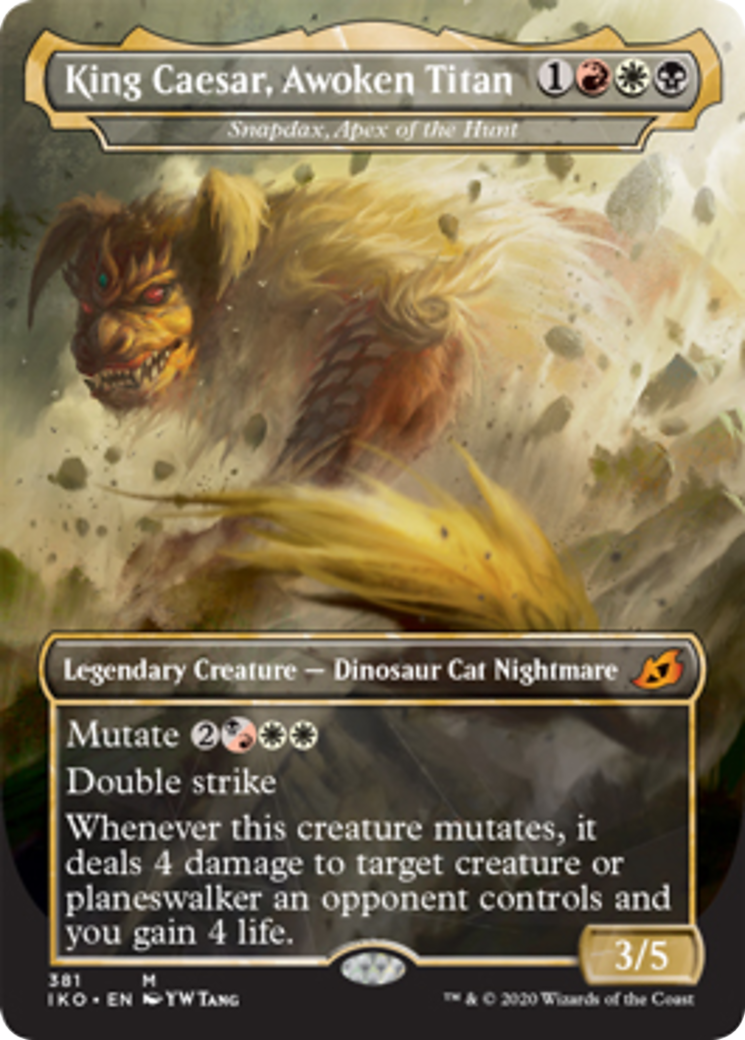 King Caesar, Awoken Titan 1
Snapdax, Apex of the Hunt
Legendary Creature — Dinosaur Cat Nightmare
Mutate 2
Double strike
Whenever this creature mutates, it
deals 4 damage to target creature or
planeswalker an opponent controls and
you gain 4 life.
3/5
381 M
IKO • EN YW Tang
™ & © 2020 Wizards of the Coast